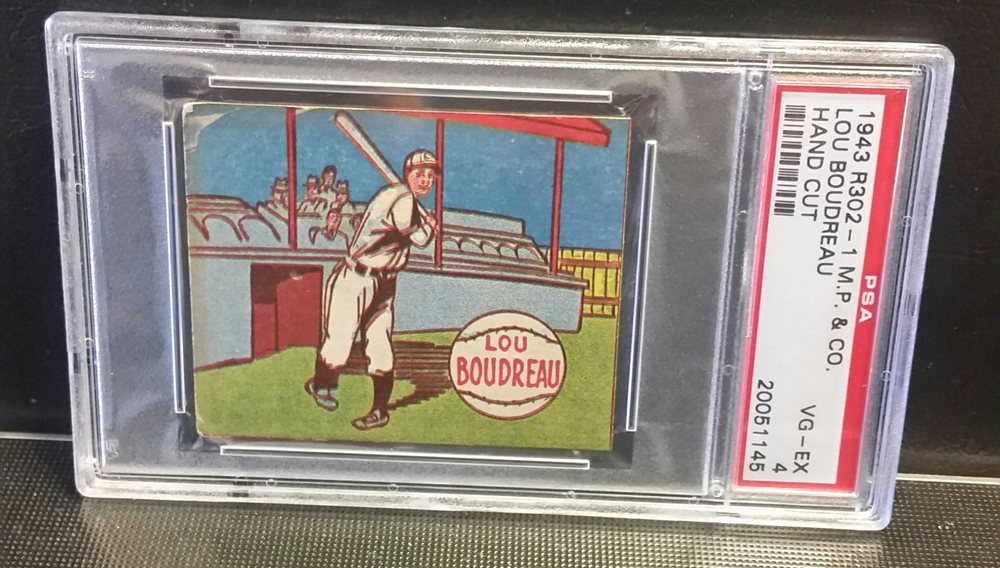 1943 R302-1 M.P. & CO.
LOU BOUDREAU
HAND CUT
VG-EX
4
20051145
PSA
LOU
BOUDREAU